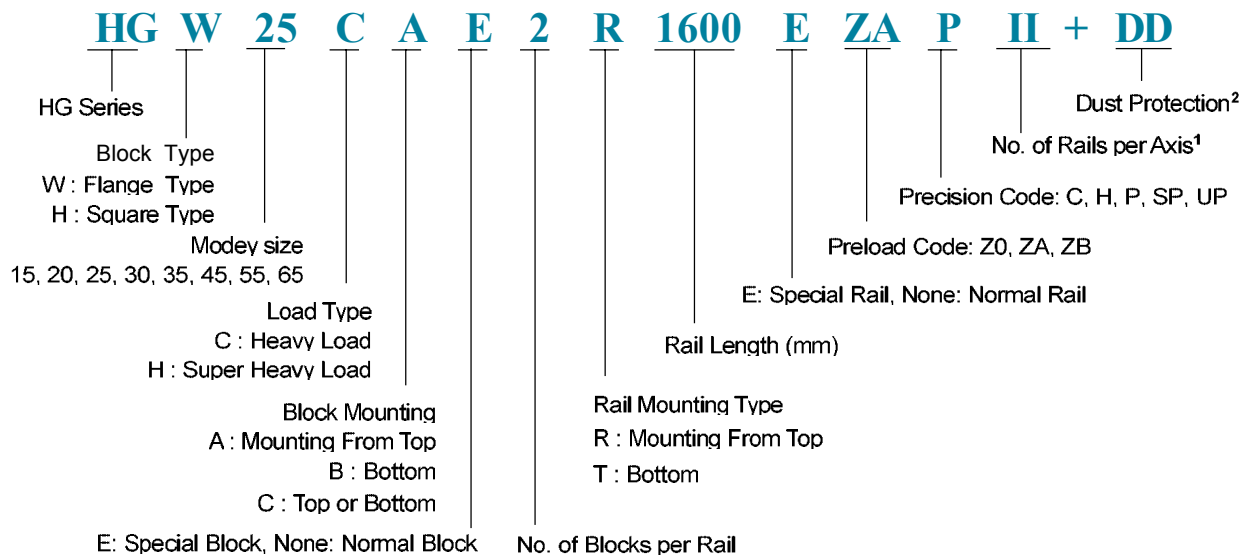 HG W 25 C A E 2 R 1600 E ZA P II + DD
HG Series
Block Type
W : Flange Type
H : Square Type
Modey size
15, 20, 25, 30, 35, 45, 55, 65
Load Type
C : Heavy Load
H : Super Heavy Load
Block Mounting
A : Mounting From Top
B : Bottom
C : Top or Bottom
E: Special Block, None: Normal Block
No. of Blocks per Rail
Rail Mounting Type
R : Mounting From Top
T : Bottom
Rail Length (mm)
E: Special Rail, None: Normal Rail
Preload Code: Z0, ZA, ZB
Precision Code: C, H, P, SP, UP
No. of Rails per Axis¹
Dust Protection²